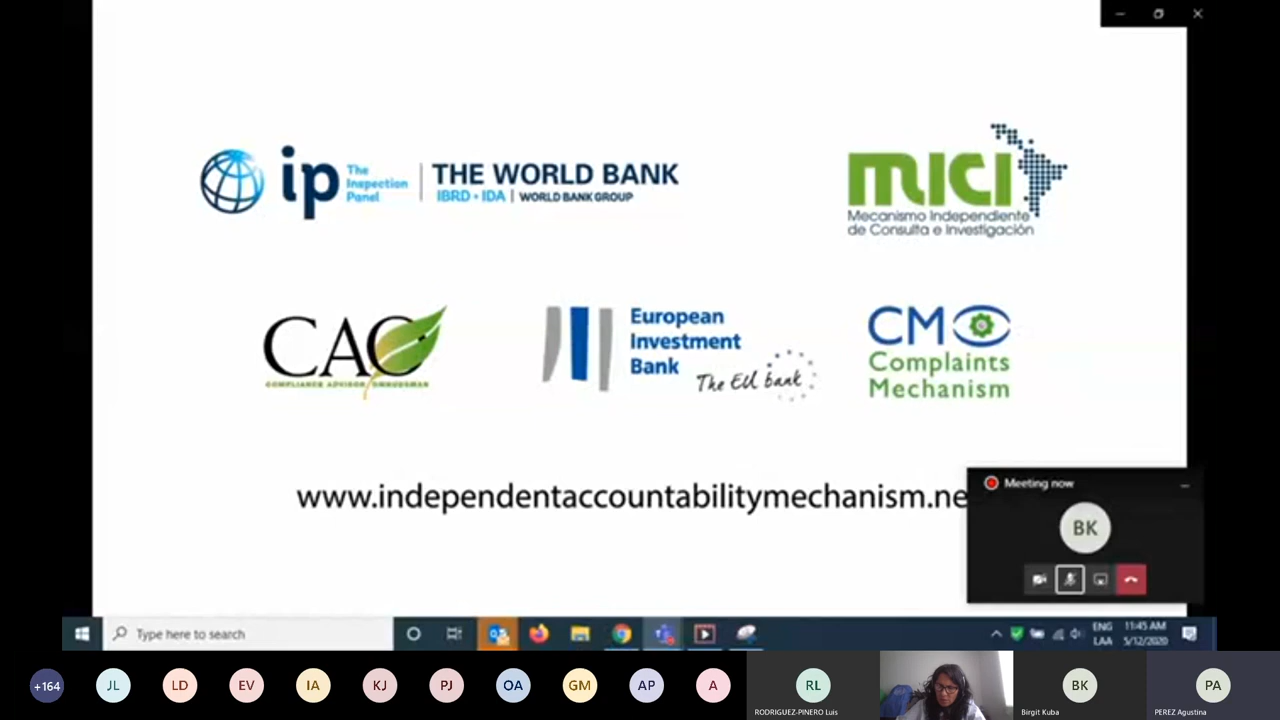 ip The Inspection Panel
THE WORLD BANK
IBRD • IDA | WORLD BANK GROUP
MICI
Mecanismo Independiente
de Consulta e Investigación
CAO
COMPLIANCE ADVISOR OMBUDSMAN
European
Investment
Bank
The EU bank
CM
Complaints
Mechanism
www.independentaccountabilitymechanism.ne
Meeting now
BK
Type here to search
ENG
LAA
11:45 AM
5/12/2020
+164
JL
LD
EV
IA
KJ
PJ
OA
GM
AP
A
RL
RODRIGUEZ-PINERO Luis
BK
Birgit Kuba
PA
PEREZ Agustina